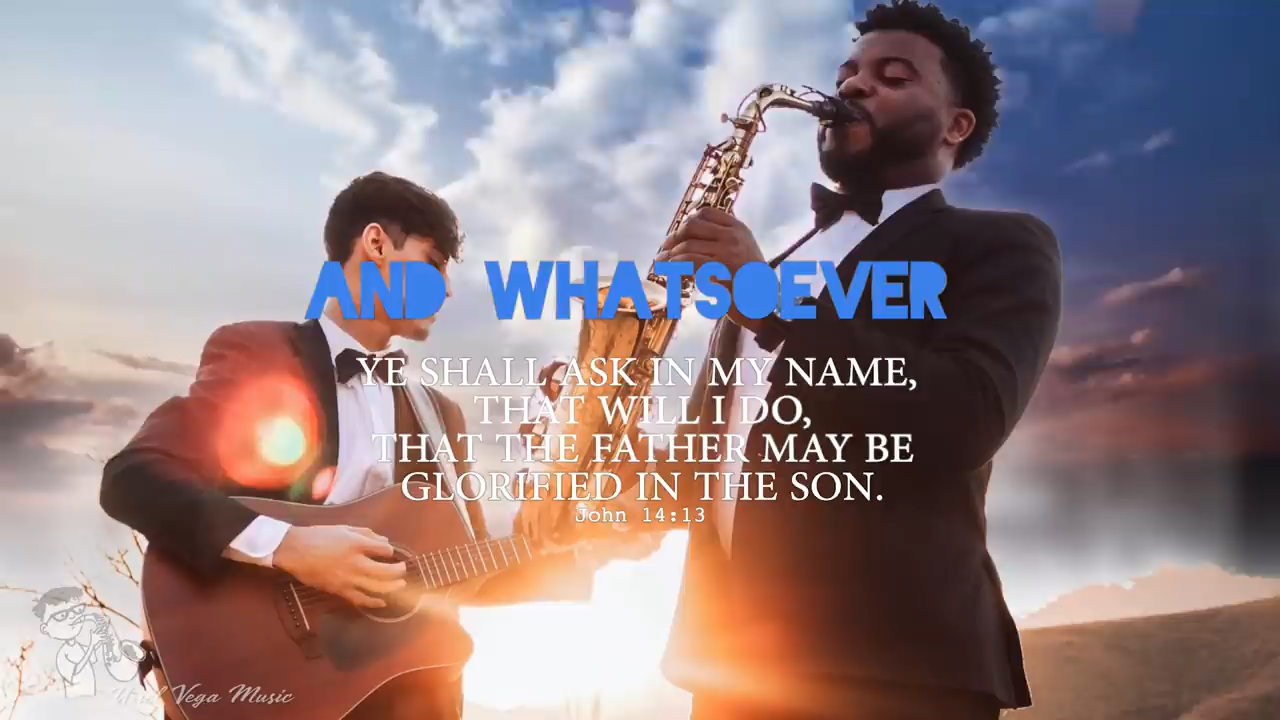 AND WHATSOEVER
YE SHALL ASK IN MY NAME,
THAT WILL I DO,
THAT THE FATHER MAY BE
GLORIFIED IN THE SON.
John 14:13
Vega Music